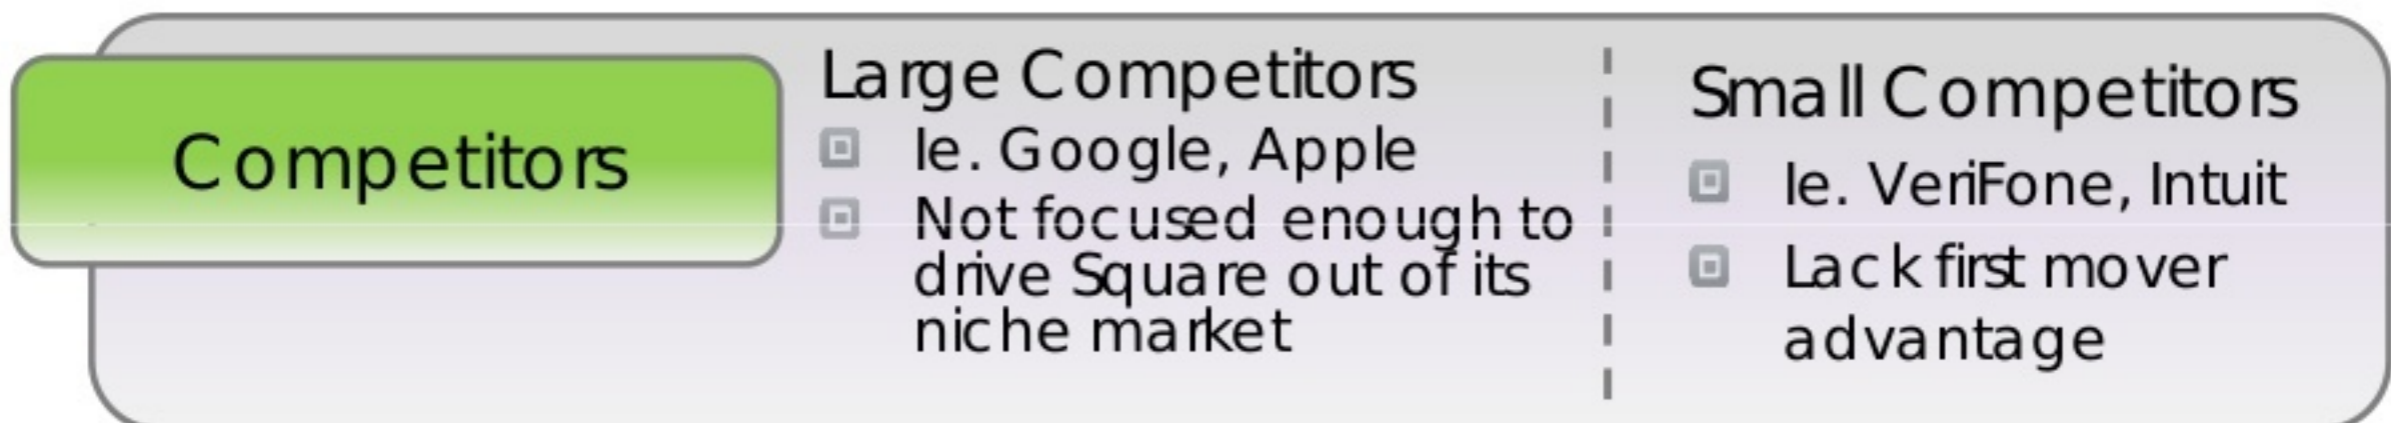 Competitors
Large Competitors
Ie. Google, Apple
Not focused enough to
drive Square out of its
niche market
Small Competitors
Ie. VeriFone, Intuit
Lack first mover
advantage